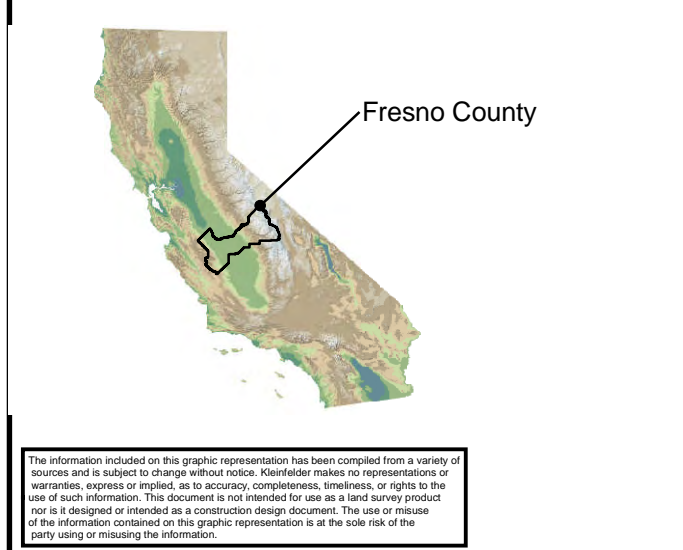 Fresno County
The information included on this graphic representation has been compiled from a variety of
sources and is subject to change without notice. Kleinfelder makes no representations or
warranties, express or implied, as to accuracy, completeness, timeliness, or rights to the
use of such information. This document is not intended for use as a land survey product
nor is it designed or intended as a construction design document. The use or misuse
of the information contained on this graphic representation is at the sole risk of the
party using or misusing the information.